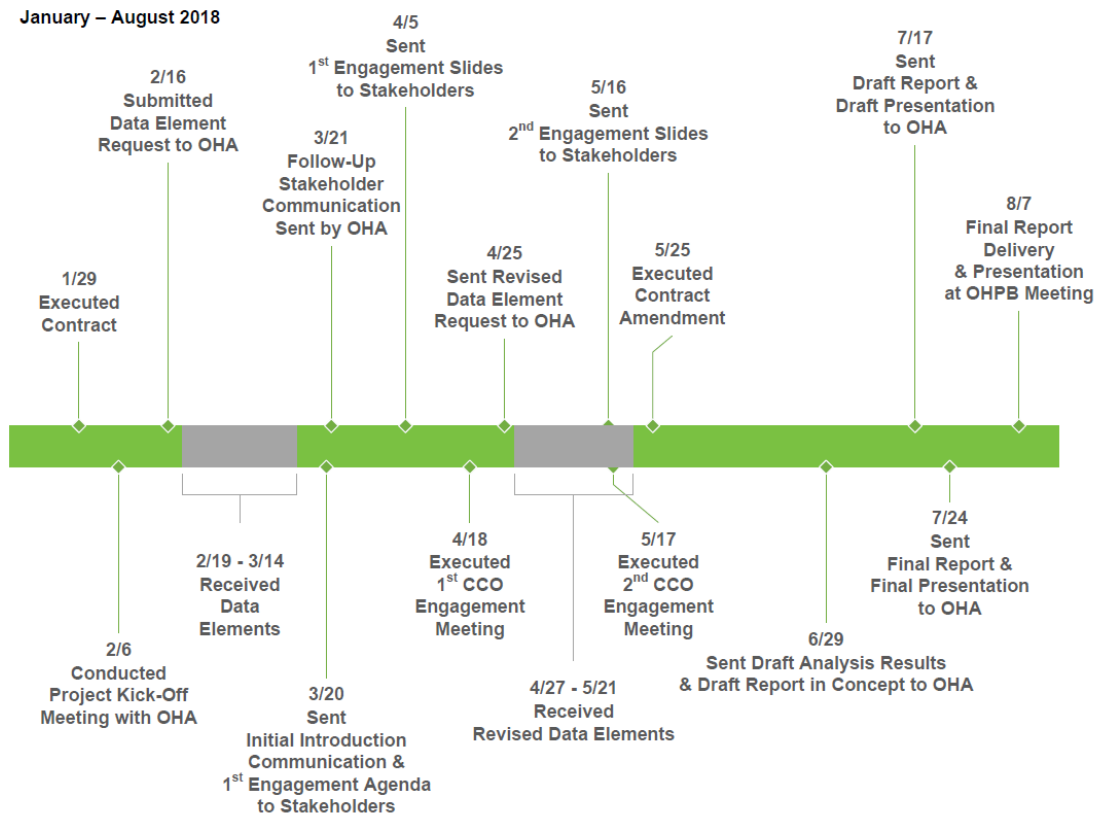 January – August 2018
4/5
Sent
1st Engagement Slides
to Stakeholders
7/17
Sent
Draft Report &
Draft Presentation
to OHA
2/16
Submitted
Data Element
Request to OHA
5/16
Sent
2nd Engagement Slides
to Stakeholders
3/21
Follow-Up
Stakeholder
Communication
Sent by OHA
8/7
Final Report
Delivery
& Presentation
at OHPB Meeting
4/25
Sent Revised
Data Element
Request to OHA
5/25
Executed
Contract
Amendment
1/29
Executed
Contract
2/19 - 3/14
Received
Data
Elements
4/18
Executed
1st CCO
Engagement
Meeting
5/17
Executed
2nd CCO
Engagement
Meeting
7/24
Sent
Final Report &
Final Presentation
to OHA
2/6
Conducted
Project Kick-Off
Meeting with OHA
3/20
Sent
Initial Introduction
Communication &
1st Engagement Agenda
to Stakeholders
4/27 - 5/21
Received
Revised Data Elements
6/29
Sent Draft Analysis Results
& Draft Report in Concept to OHA